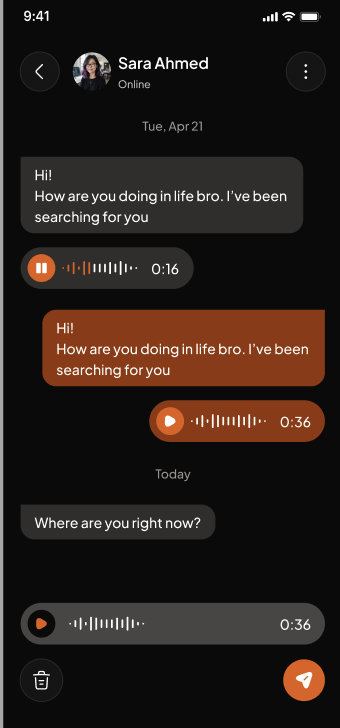 9:41
Sara Ahmed
Online
Tue, Apr 21
Hi!
How are you doing in life bro. I've been
searching for you
0:16
Hi!
How are you doing in life bro. I've been
searching for you
0:36
Today
Where are you right now?
0:36